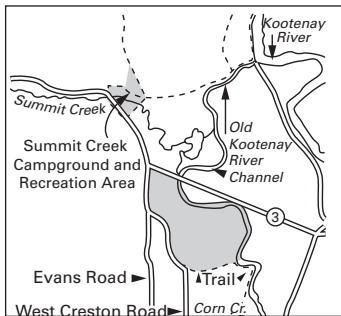 Kootenay
River
Summit Creek
Summit Creek
Campground and
Recreation Area
Old
Kootenay
River
Channel
3
Evans Road
Trail
West Creston Road
Corn Cr.